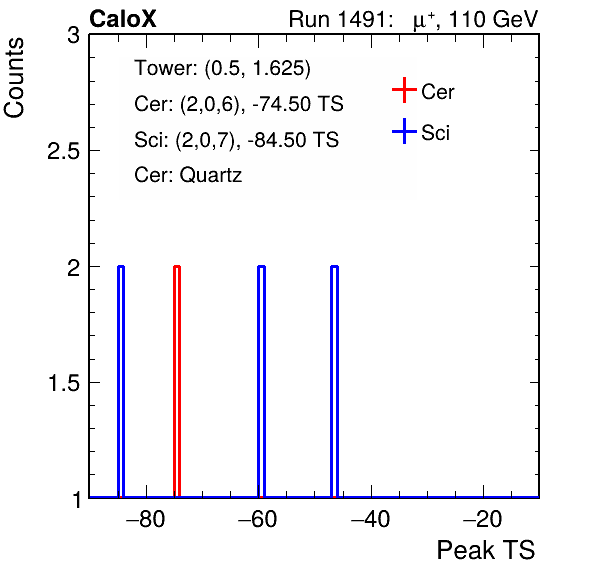 CaloX Run 1491: μ⁺, 110 GeV
Counts
Tower: (0.5, 1.625)
Cer: (2,0,6), -74.50 TS
Sci: (2,0,7), -84.50 TS
Cer: Quartz
Cer
Sci
3
2.5
2
1.5
1
−80 −60 −40 −20
Peak TS